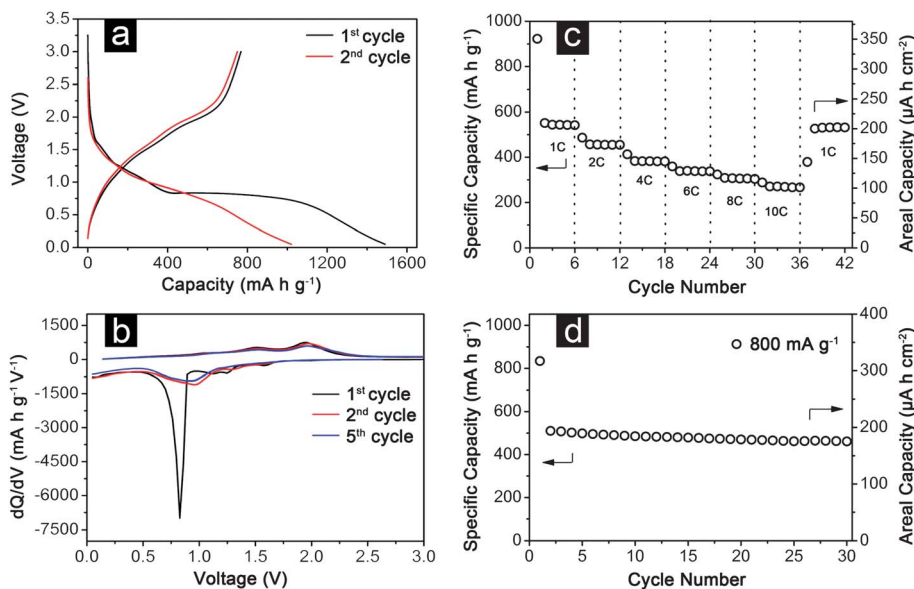 a
1st cycle
2nd cycle
3.0
2.5
2.0
1.5
1.0
0.5
0.0
Voltage (V)
0
400
800
1200
1600
Capacity (mA h g-1)
c
1000
800
600
400
200
0
Specific Capacity (mA h g-1)
1C
2C
4C
6C
8C
10C
1C
350
300
250
200
150
100
50
0
Areal Capacity (µA h cm-2)
0
6
12
18
24
30
36
42
Cycle Number
b
1500
0
-1500
-3000
-4500
-6000
-7500
dQ/dV (mA h g-1 V-1)
1st cycle
2nd cycle
5th cycle
0.0
0.5
1.0
1.5
2.0
2.5
3.0
Voltage (V)
d
800 mA g-1
1000
800
600
400
200
0
Specific Capacity (mA h g-1)
400
300
200
100
0
Areal Capacity (µA h cm-2)
0
5
10
15
20
25
30
Cycle Number